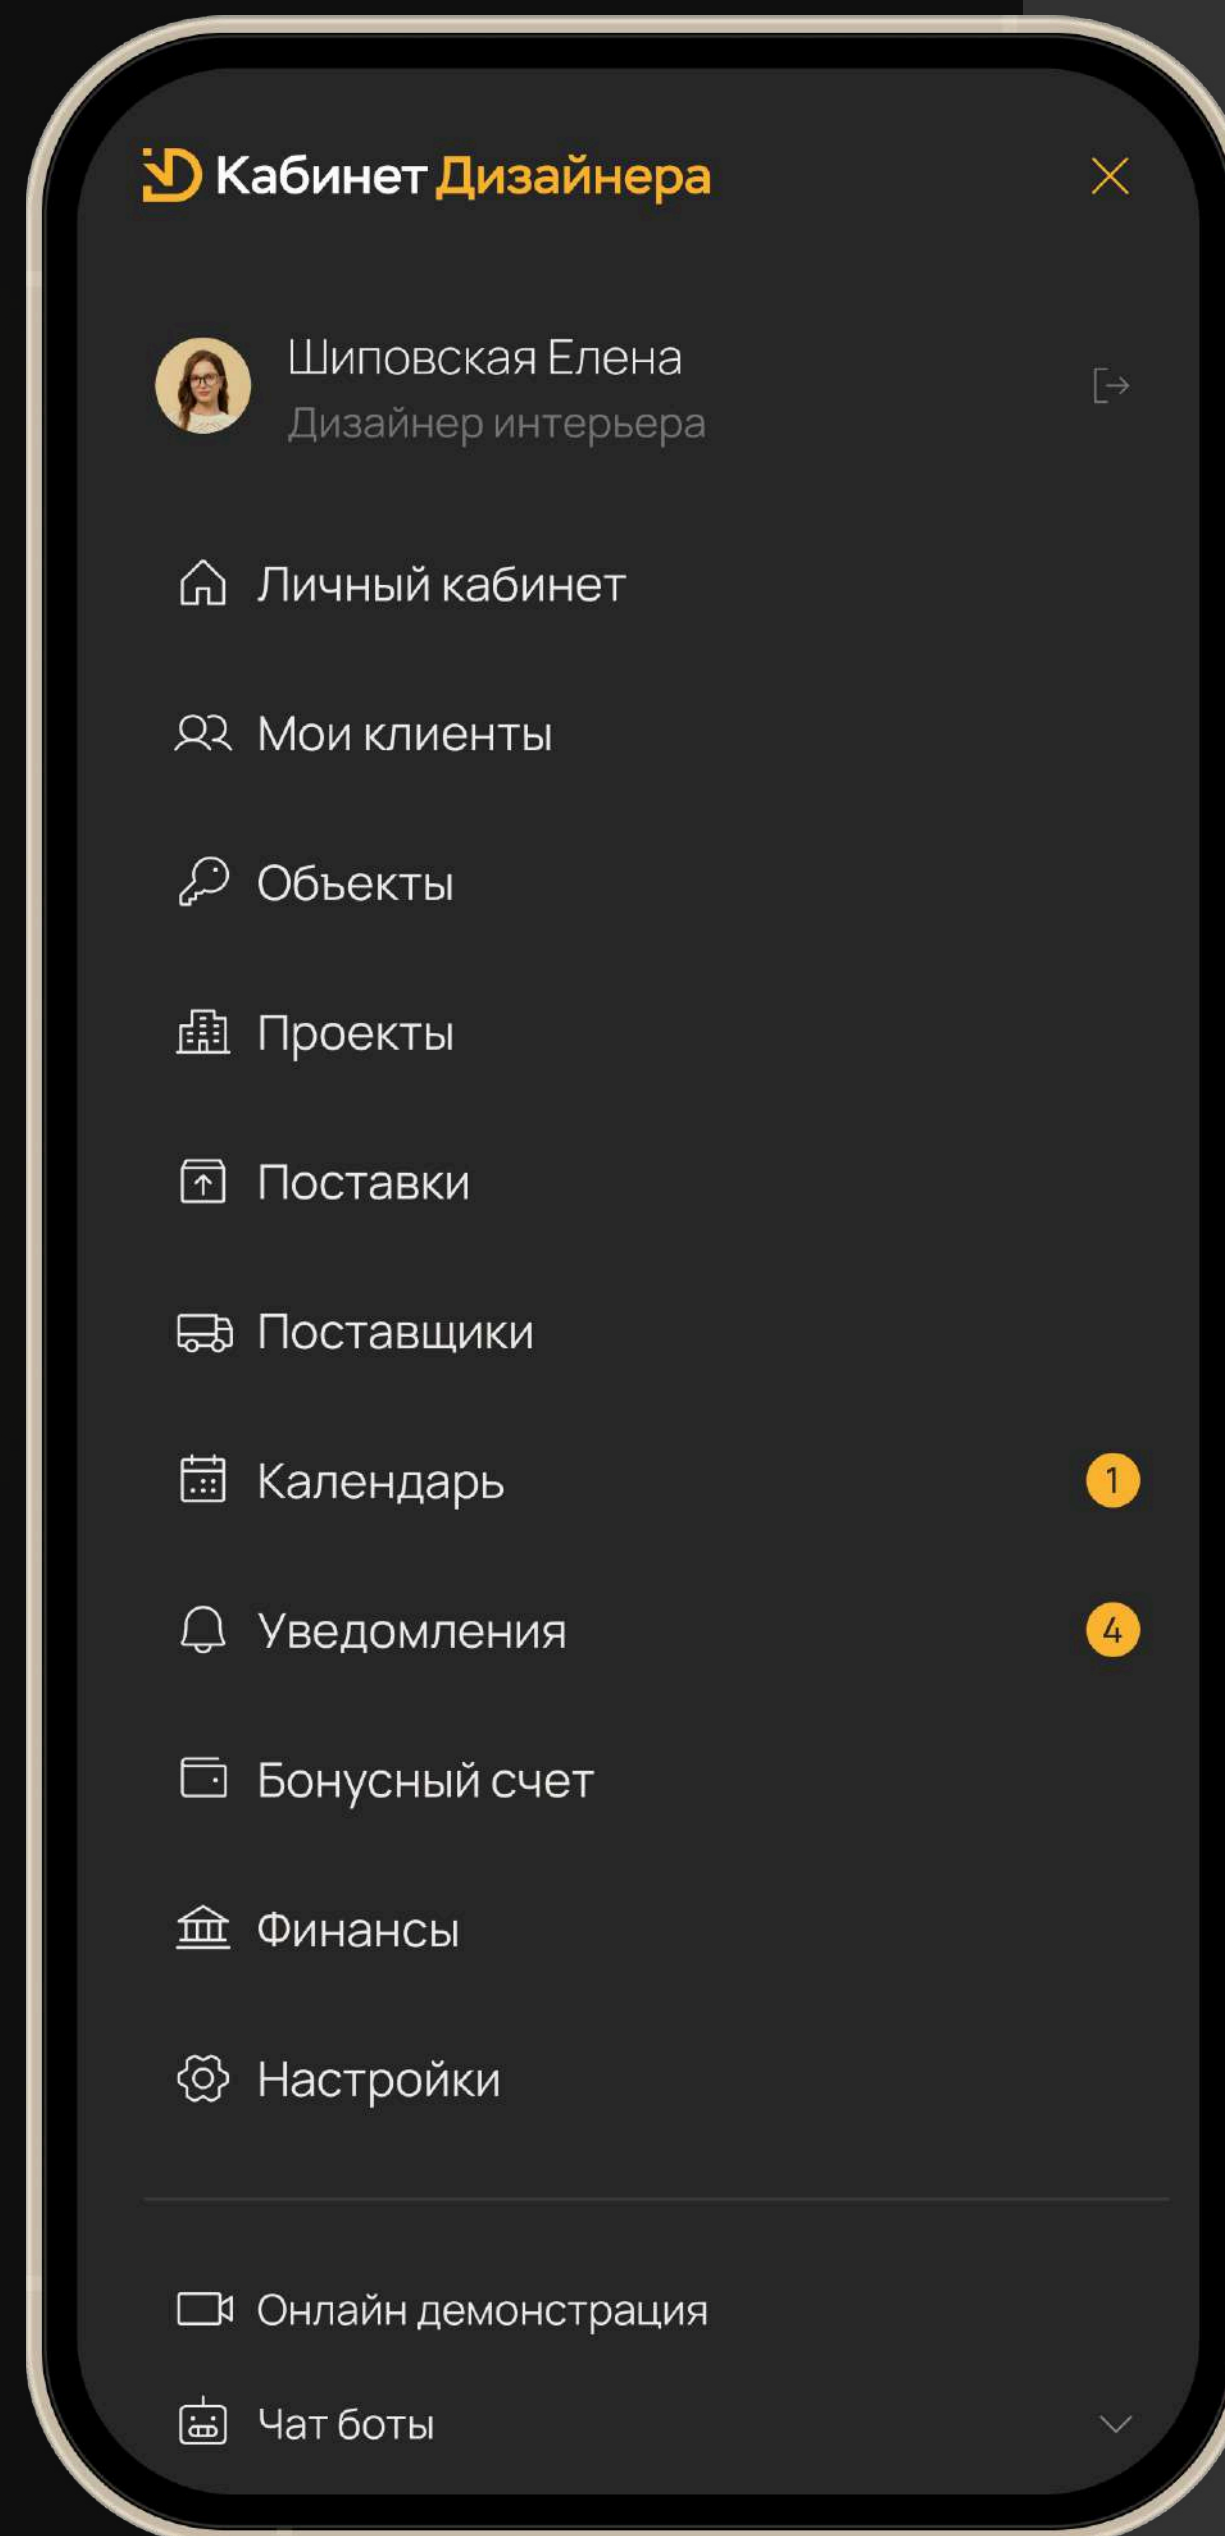 Кабинет Дизайнера
Шиповская Елена
Дизайнер интерьера
Личный кабинет
Мои клиенты
Объекты
Проекты
Поставки
Поставщики
Календарь 1
Уведомления 4
Бонусный счет
Финансы
Настройки
Онлайн демонстрация
Чат боты